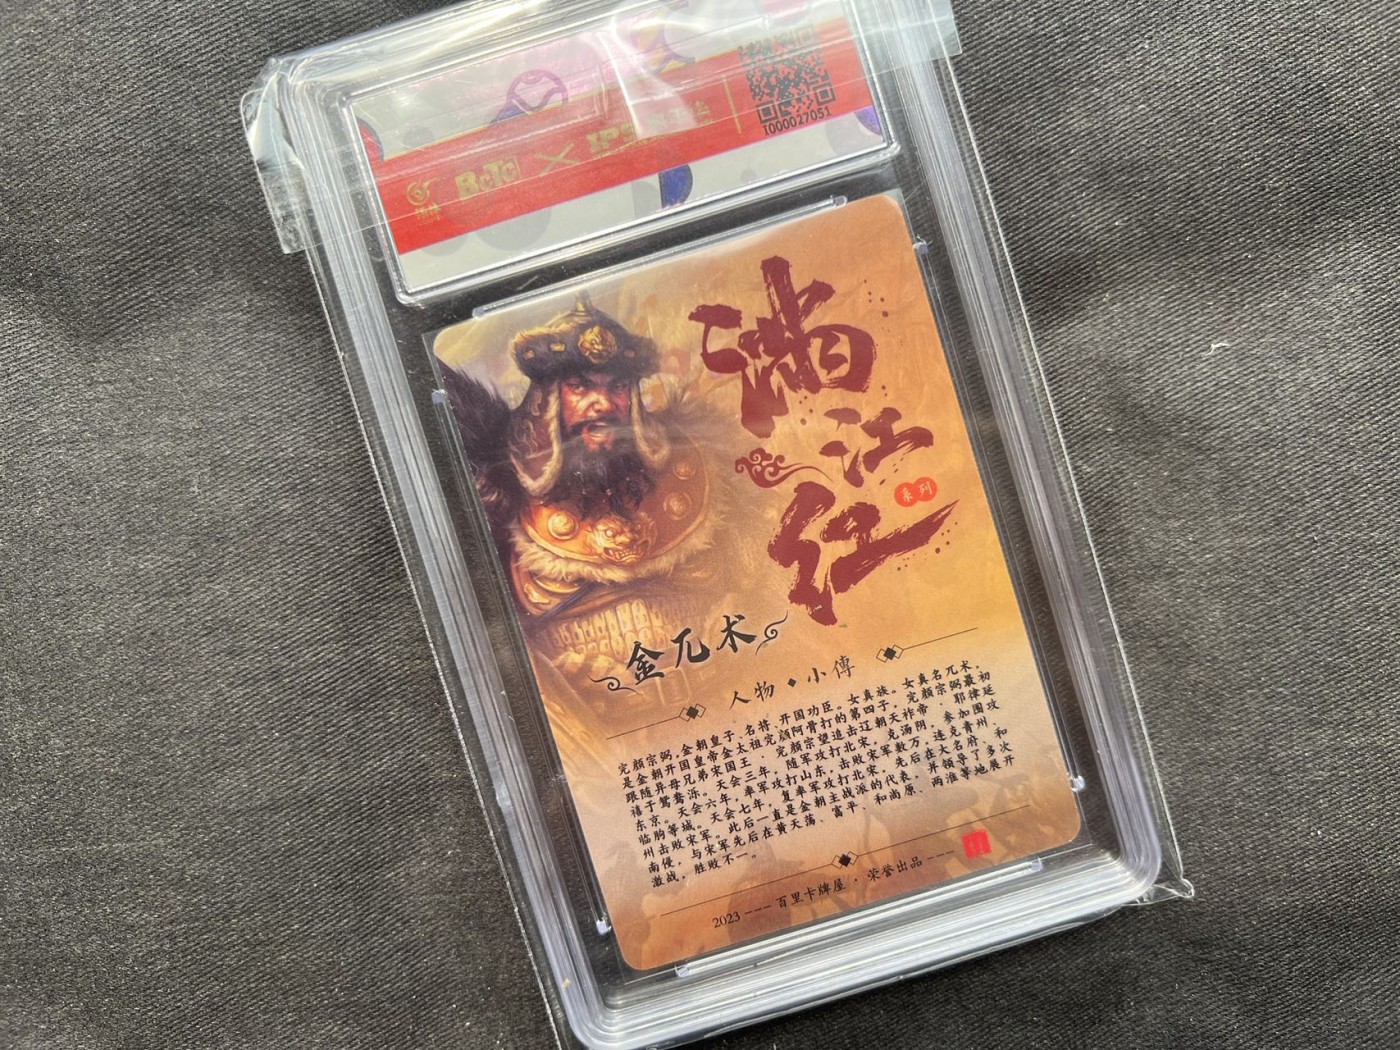 BoTo
IPS
I000027051
满江红
系列
金兀术
人物◆小傳
完颜宗弼，金朝皇子、名将、开国功臣。女真族。女真名兀术，
是金朝开国皇帝金太祖完颜阿骨打的第四子，完颜宗弼最初
跟随异母兄弟宋国王、完颜宗望追击辽朝天祚帝·耶律延
禧于鸳鸯泺。天会三年，随军攻打北宋，克汤阴，参加围攻
东京。天会六年，率军攻打山东，击败宋军数万，连克青州、
临朐等城。天会七年，复率军攻打北宋，先后在大名府、和
州击败宋军。此后一直是金朝主战派的代表，并领导了多次
南侵，与宋军先后在黄天荡、富平、和尚原、两淮等地展开
激战，胜败不一。
2023 --- 百里卡牌屋·荣誉出品 ---